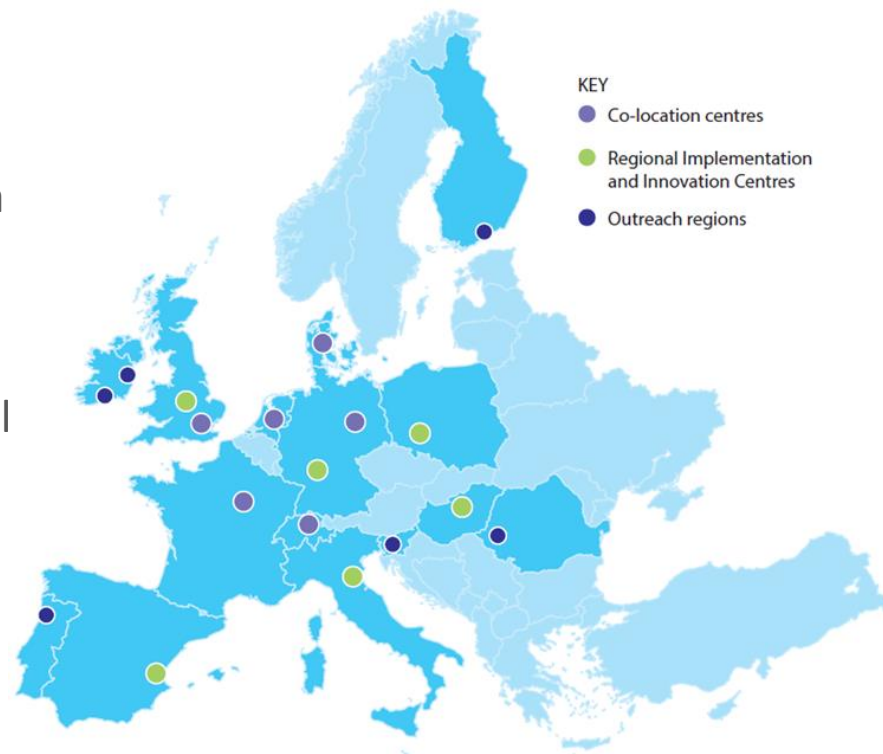 KEY
Co-location centres
Regional Implementation
and Innovation Centres
Outreach regions